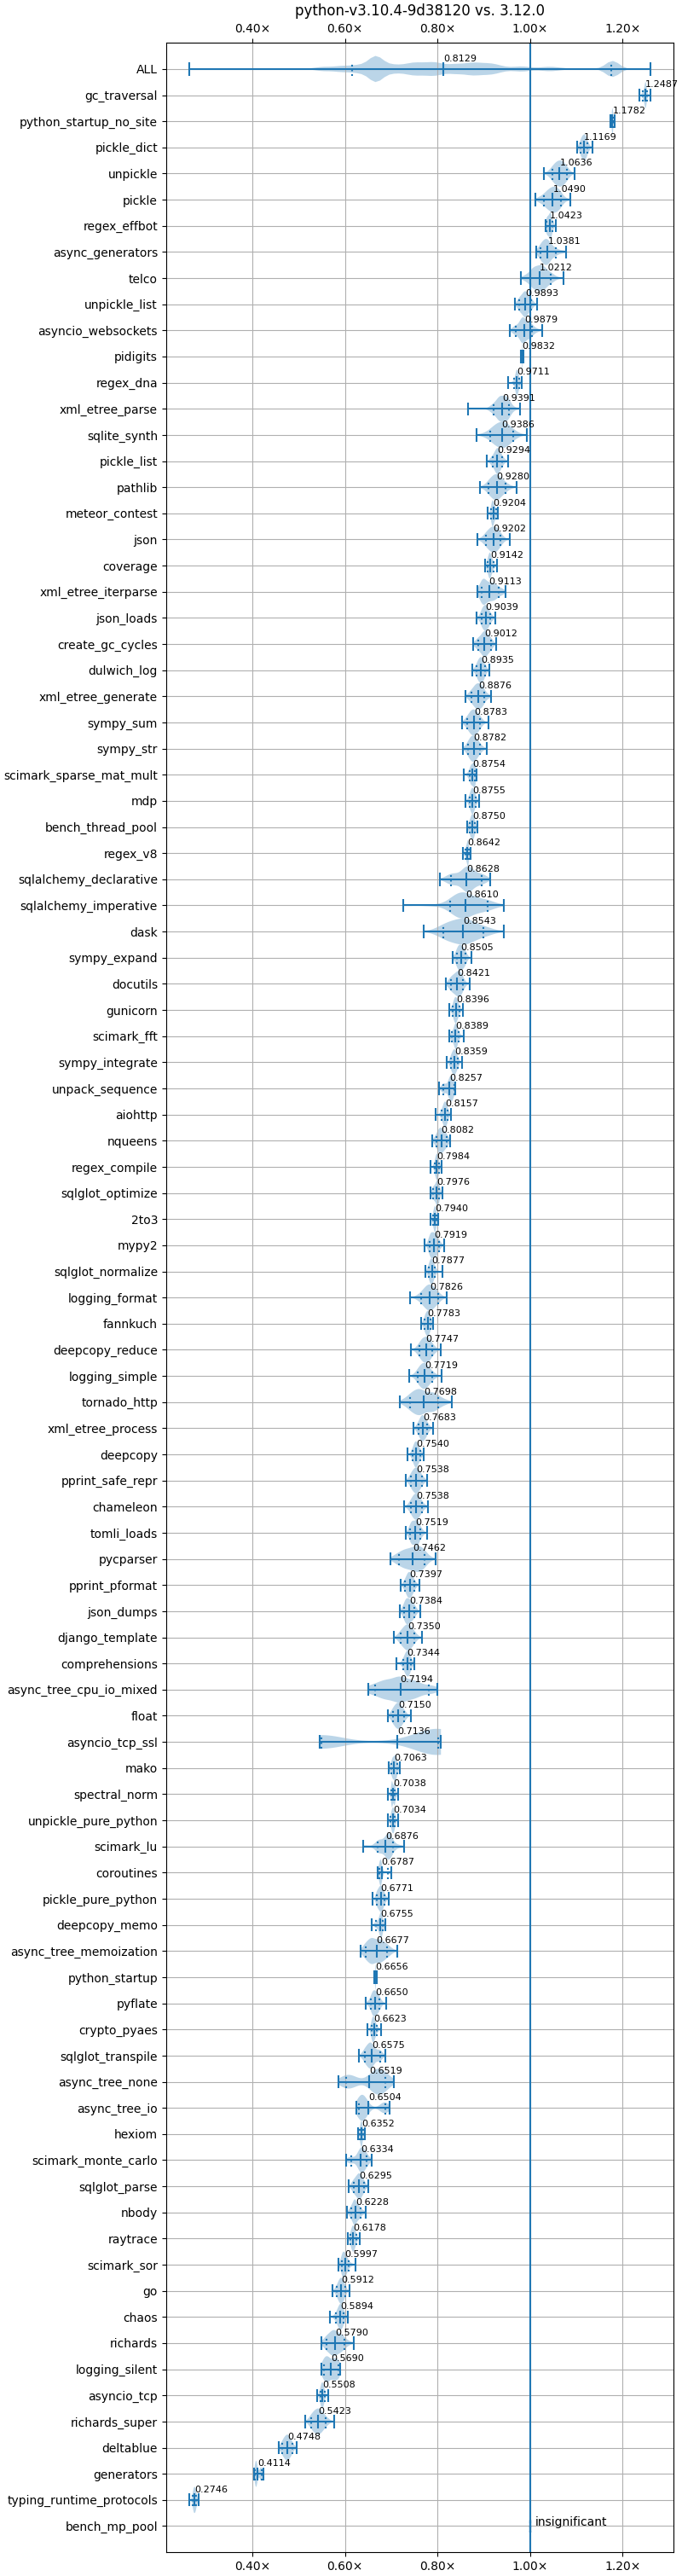 python-v3.10.4-9d38120 vs. 3.12.0
0.40× 0.60× 0.80× 1.00× 1.20×
ALL 0.8129
gc_traversal 1.2487
python_startup_no_site 1.1782
pickle_dict 1.1169
unpickle 1.0636
pickle 1.0490
regex_effbot 1.0423
async_generators 1.0381
telco 1.0212
unpickle_list 0.9893
asyncio_websockets 0.9879
pidigits 0.9832
regex_dna 0.9711
xml_etree_parse 0.9391
sqlite_synth 0.9386
pickle_list 0.9294
pathlib 0.9280
meteor_contest 0.9204
json 0.9202
coverage 0.9142
xml_etree_iterparse 0.9113
json_loads 0.9039
create_gc_cycles 0.9012
dulwich_log 0.8935
xml_etree_generate 0.8876
sympy_sum 0.8783
sympy_str 0.8782
scimark_sparse_mat_mult 0.8754
mdp 0.8755
bench_thread_pool 0.8750
regex_v8 0.8642
sqlalchemy_declarative 0.8628
sqlalchemy_imperative 0.8610
dask 0.8543
sympy_expand 0.8505
docutils 0.8421
gunicorn 0.8396
scimark_fft 0.8389
sympy_integrate 0.8359
unpack_sequence 0.8257
aiohttp 0.8157
nqueens 0.8082
regex_compile 0.7984
sqlglot_optimize 0.7976
2to3 0.7940
mypy2 0.7919
sqlglot_normalize 0.7877
logging_format 0.7826
fannkuch 0.7783
deepcopy_reduce 0.7747
logging_simple 0.7719
tornado_http 0.7698
xml_etree_process 0.7683
deepcopy 0.7540
pprint_safe_repr 0.7538
chameleon 0.7538
tomli_loads 0.7519
pycparser 0.7462
pprint_pformat 0.7397
json_dumps 0.7384
django_template 0.7350
comprehensions 0.7344
async_tree_cpu_io_mixed 0.7194
float 0.7150
asyncio_tcp_ssl 0.7136
mako 0.7063
spectral_norm 0.7038
unpickle_pure_python 0.7034
scimark_lu 0.6876
coroutines 0.6787
pickle_pure_python 0.6771
deepcopy_memo 0.6755
async_tree_memoization 0.6677
python_startup 0.6656
pyflate 0.6650
crypto_pyaes 0.6623
sqlglot_transpile 0.6575
async_tree_none 0.6519
async_tree_io 0.6504
hexiom 0.6352
scimark_monte_carlo 0.6334
sqlglot_parse 0.6295
nbody 0.6228
raytrace 0.6178
scimark_sor 0.5997
go 0.5912
chaos 0.5894
richards 0.5790
logging_silent 0.5690
asyncio_tcp 0.5508
richards_super 0.5423
deltablue 0.4748
generators 0.4114
typing_runtime_protocols 0.2746
bench_mp_pool insignificant
0.40× 0.60× 0.80× 1.00× 1.20×